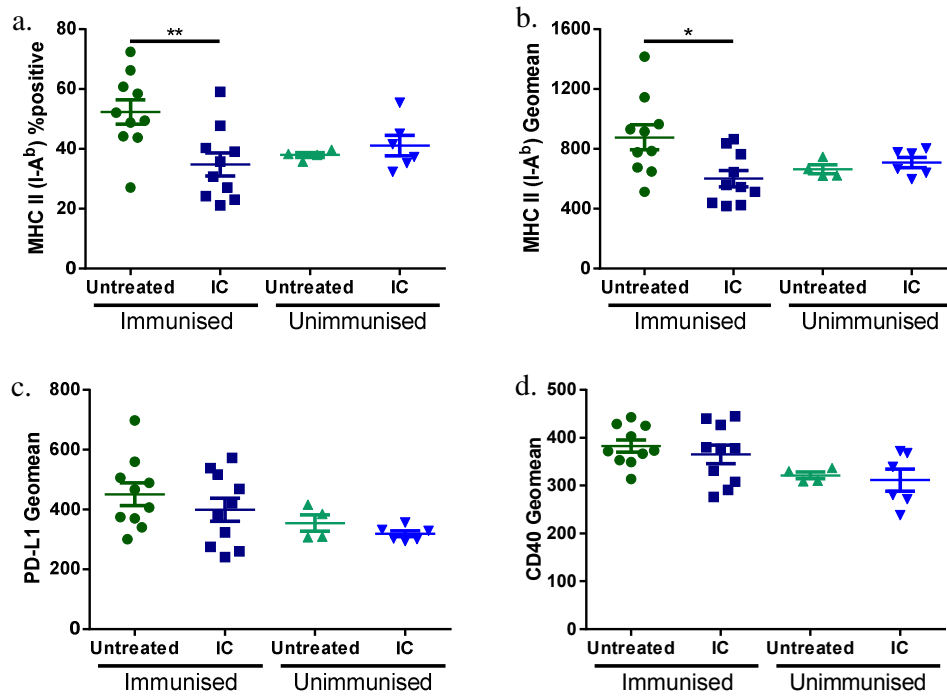 a.
MHC II (I-Aᵇ) %positive
80
60
40
20
0
**
Untreated IC Untreated IC
Immunised Unimmunised
b.
MHC II (I-Aᵇ) Geomean
1600
1200
800
400
0
*
Untreated IC Untreated IC
Immunised Unimmunised
c.
PD-L1 Geomean
800
600
400
200
0
Untreated IC Untreated IC
Immunised Unimmunised
d.
CD40 Geomean
500
400
300
200
100
0
Untreated IC Untreated IC
Immunised Unimmunised